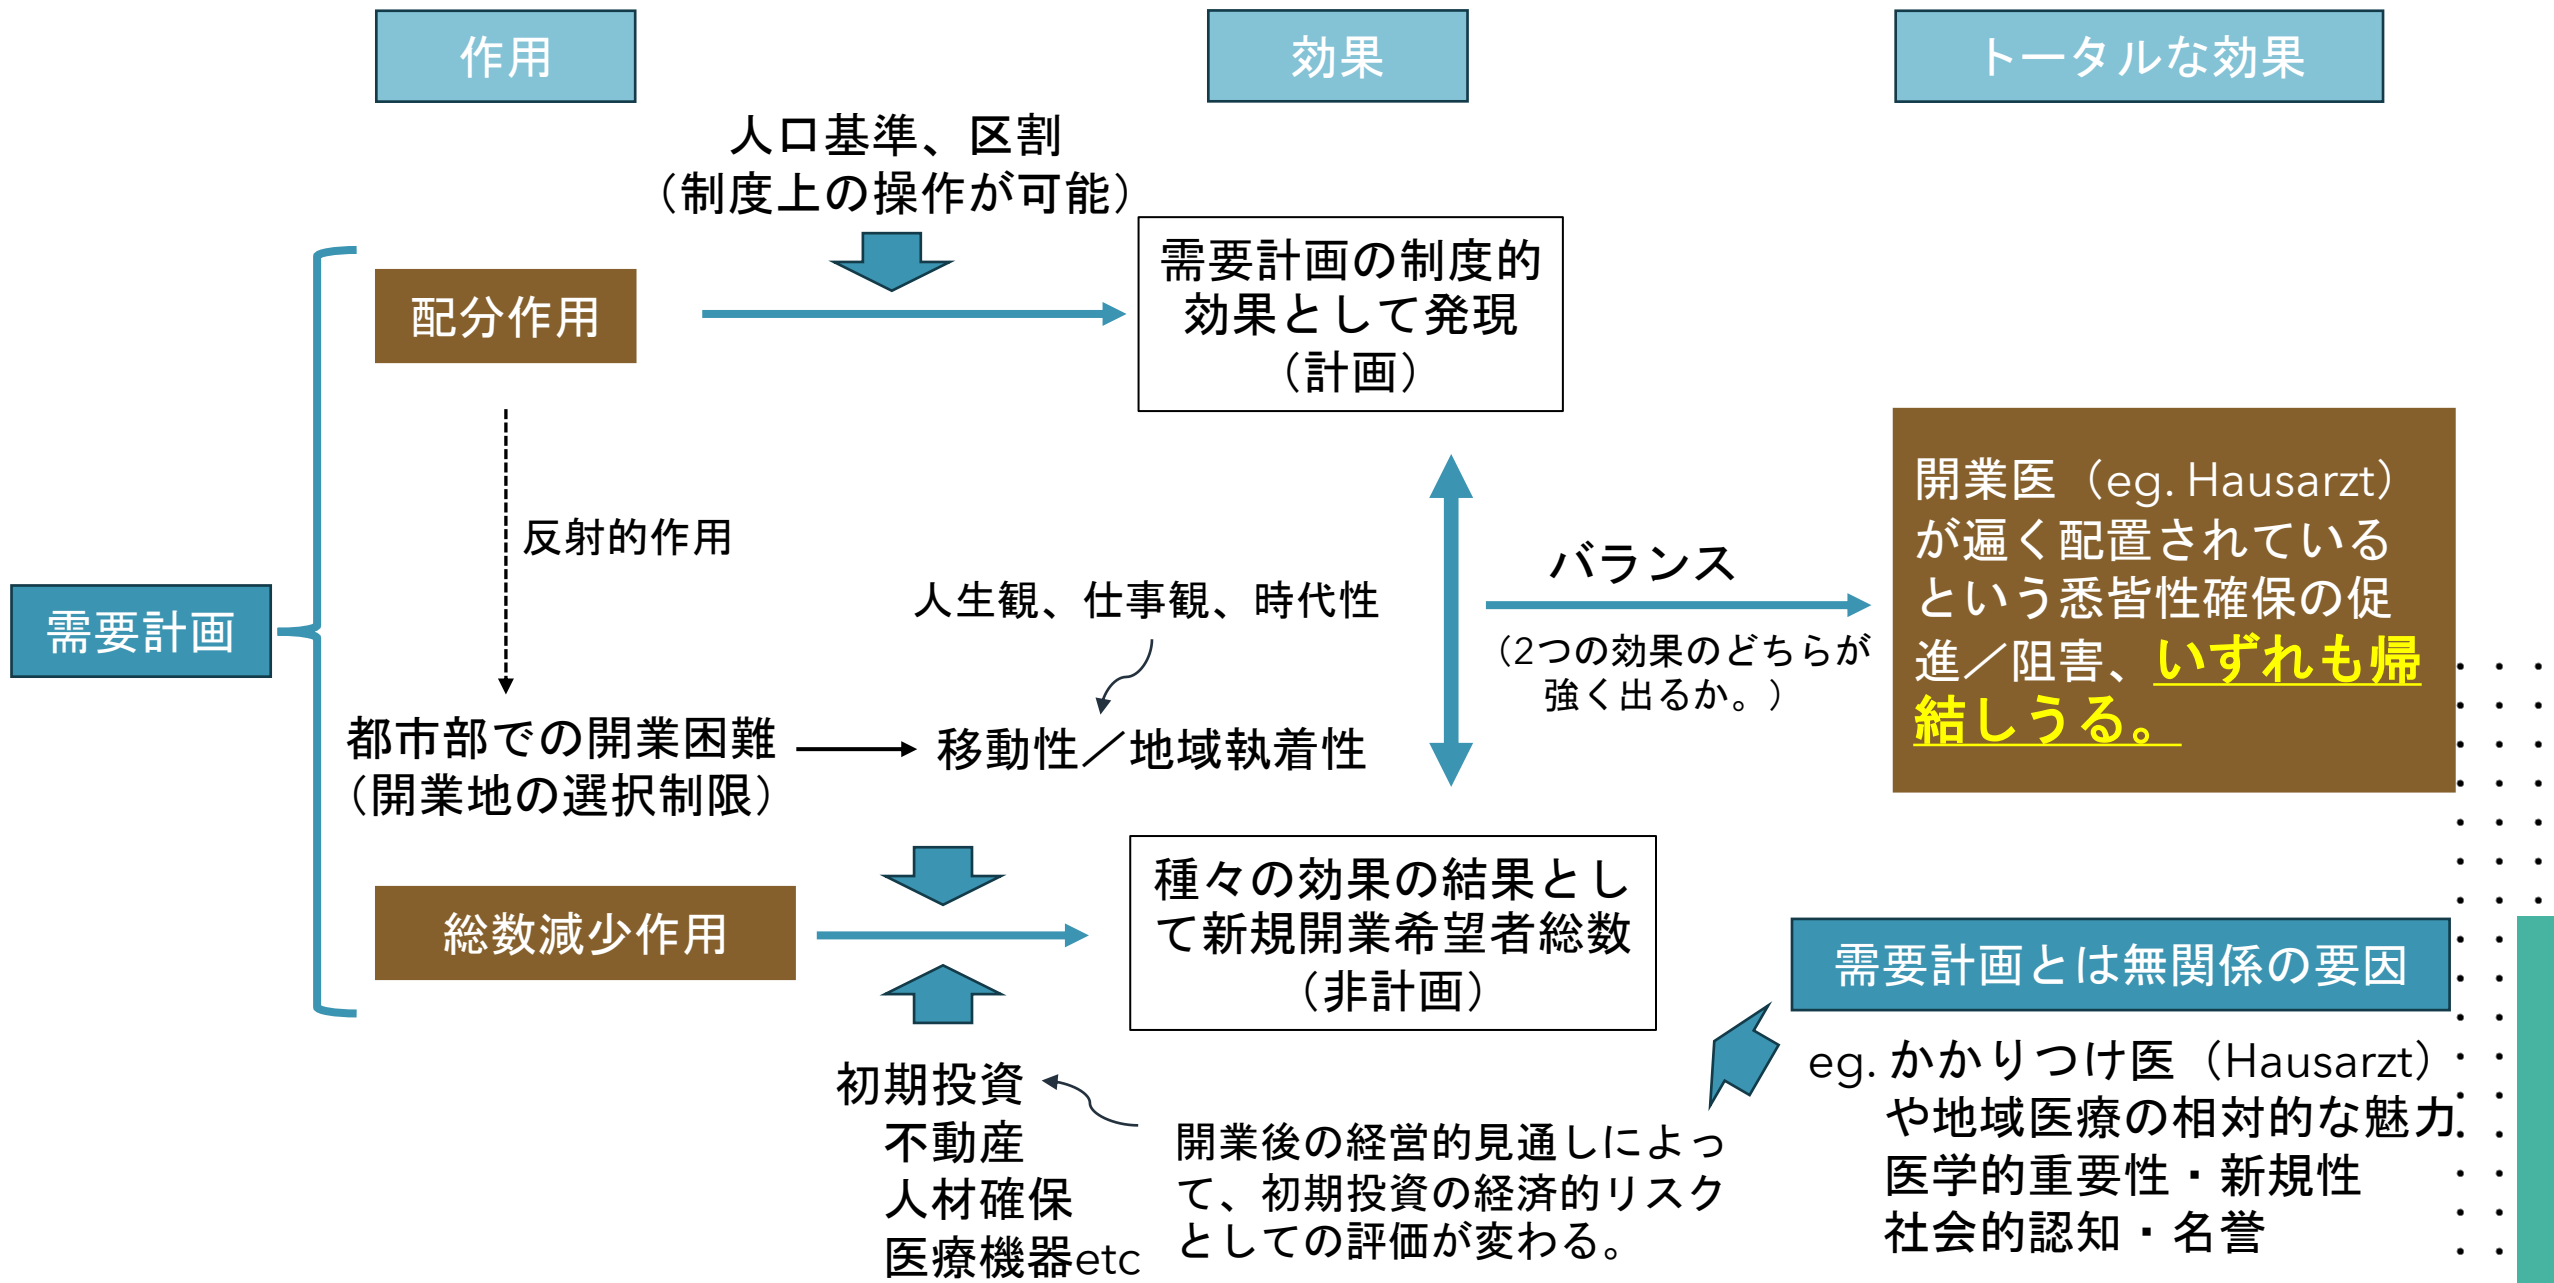 作用
効果
トータルな効果
人口基準、区割
（制度上の操作が可能）
配分作用
需要計画の制度的
効果として発現
（計画）
反射的作用
需要計画
人生観、仕事観、時代性
バランス
（2つの効果のどちらが
強く出るか。）
開業医（eg. Hausarzt）
が遍く配置されている
という悉皆性確保の促
進／阻害、いずれも帰
結しうる。
都市部での開業困難
（開業地の選択制限）
移動性／地域執着性
総数減少作用
種々の効果の結果とし
て新規開業希望者総数
（非計画）
需要計画とは無関係の要因
初期投資
不動産
人材確保
医療機器etc
開業後の経営的見通しによっ
て、初期投資の経済的リスク
としての評価が変わる。
eg. かかりつけ医（Hausarzt）
や地域医療の相対的な魅力
医学的重要性・新規性
社会的認知・名誉